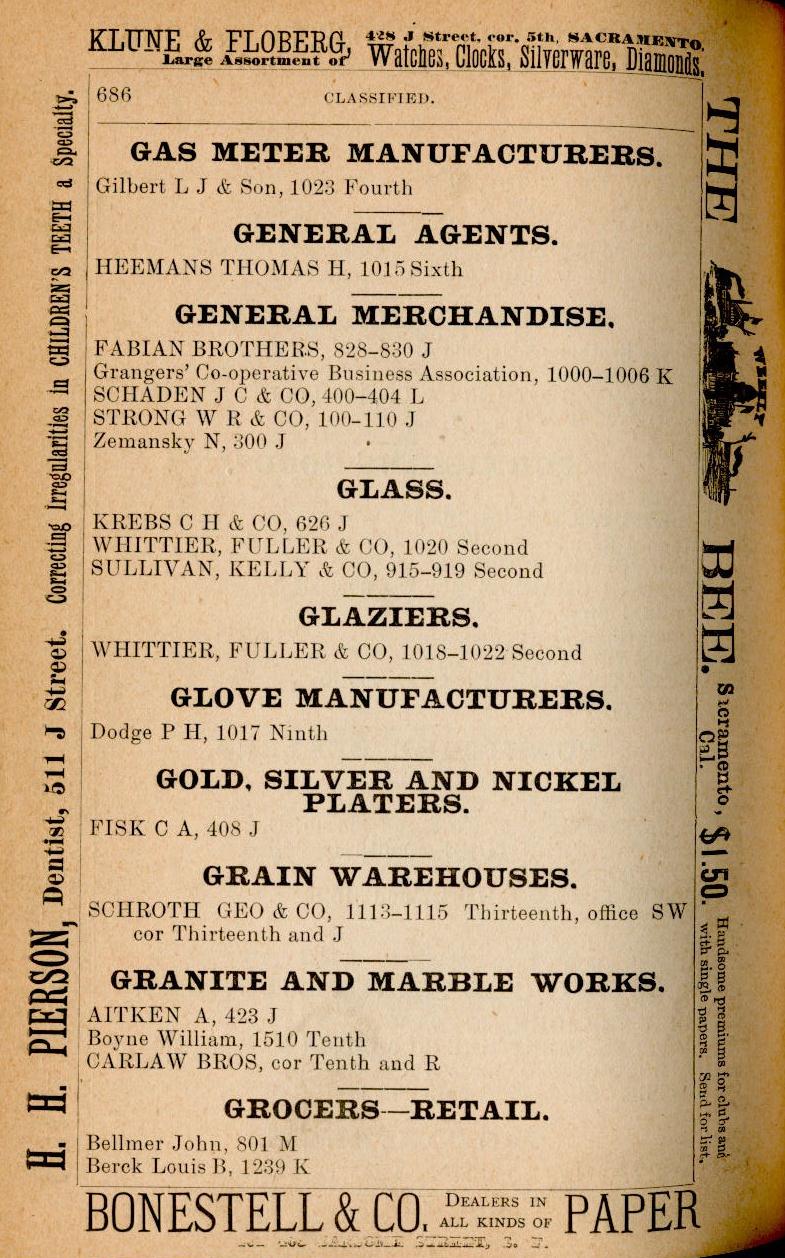 KLUNE & FLOBERG, 428 J Street, cor. 5th, SACRAMENTO.
Large Assortment of Watches, Clocks, Silverware, Diamonds.
686 CLASSIFIED.
GAS METER MANUFACTURERS.
Gilbert L J & Son, 1023 Fourth
GENERAL AGENTS.
HEEMANS THOMAS H, 1015 Sixth
GENERAL MERCHANDISE.
FABIAN BROTHERS, 828–830 J
Grangers' Co-operative Business Association, 1000–1006 K
SCHADEN J C & CO, 400–404 L
STRONG W R & CO, 100–110 J
Zemansky N, 300 J
GLASS.
KREBS C H & CO, 626 J
WHITTIER, FULLER & CO, 1020 Second
SULLIVAN, KELLY & CO, 915–919 Second
GLAZIERS.
WHITTIER, FULLER & CO, 1018–1022 Second
GLOVE MANUFACTURERS.
Dodge P H, 1017 Ninth
GOLD, SILVER AND NICKEL
PLATERS.
FISK C A, 408 J
GRAIN WAREHOUSES.
SCHROTH GEO & CO, 1113–1115 Thirteenth, office SW
cor Thirteenth and J
GRANITE AND MARBLE WORKS.
AITKEN A, 423 J
Boyne William, 1510 Tenth
CARLAW BROS, cor Tenth and R
GROCERS—RETAIL.
Bellmer John, 801 M
Berck Louis B, 1239 K
BONESTELL & CO. DEALERS IN ALL KINDS OF PAPER
STREET, S. F.
H. H. PIERSON, Dentist, 511 J Street. Correcting Irregularities in CHILDREN'S TEETH a Specialty.
THE WEEKLY BEE. Sacramento, Cal. $1.50. Handsome premiums for clubs and with single papers. Send for list.